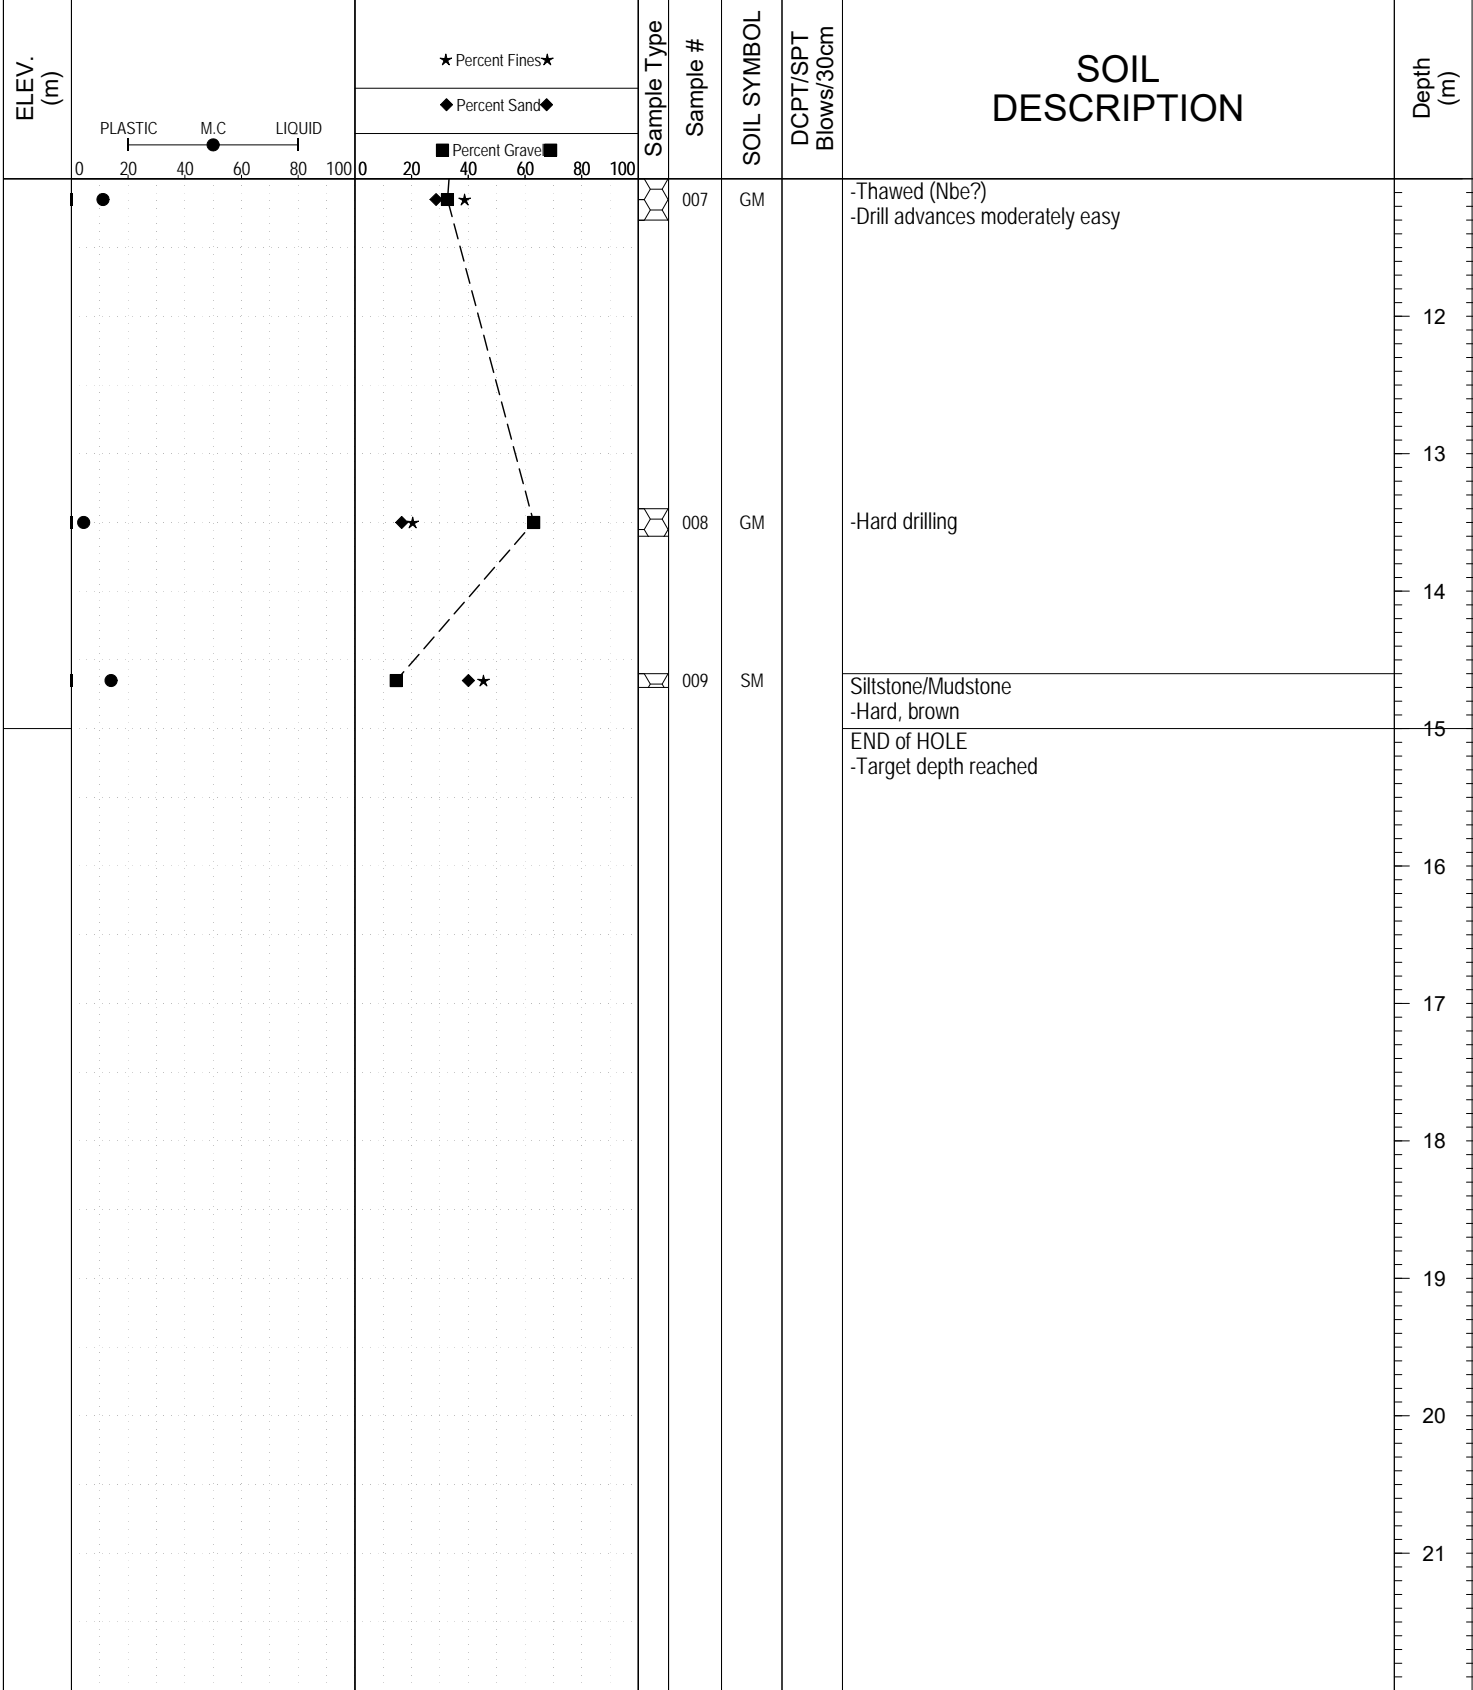 ELEV.
(m)
PLASTIC M.C LIQUID
0 20 40 60 80 100
★ Percent Fines ★
◆ Percent Sand ◆
■ Percent Gravel ■
0 20 40 60 80 100
Sample Type
Sample #
SOIL SYMBOL
DCPT/SPT
Blows/30cm
SOIL
DESCRIPTION
Depth
(m)
007 GM -Thawed (Nbe?)
-Drill advances moderately easy
12
13
008 GM -Hard drilling
14
009 SM Siltstone/Mudstone
-Hard, brown
15
END of HOLE
-Target depth reached
16
17
18
19
20
21